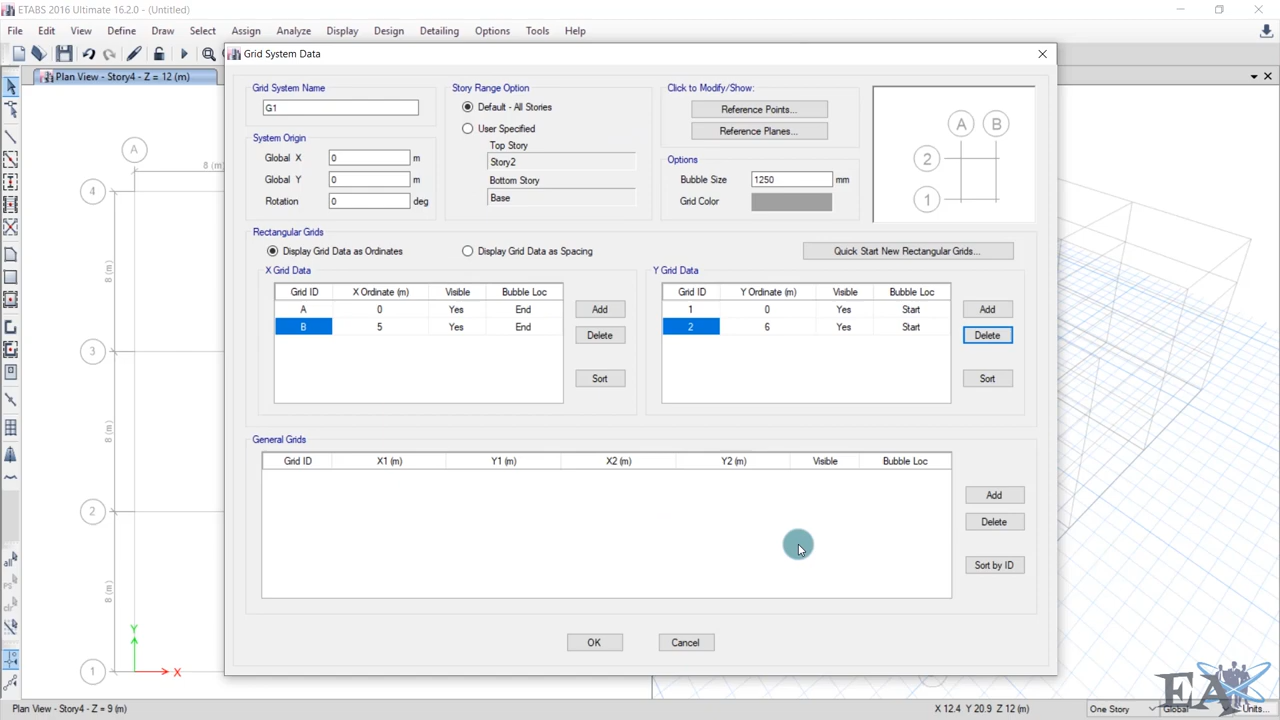 ETABS 2016 Ultimate 16.2.0 - (Untitled)
File Edit View Define Draw Select Assign Analyze Display Design Detailing Options Tools Help
Plan View - Story4 - Z = 12 (m)
Grid System Data
Grid System Name
G1
System Origin
Global X 0 m
Global Y 0 m
Rotation 0 deg
Story Range Option
Default - All Stories
User Specified
Top Story
Story2
Bottom Story
Base
Click to Modify/Show:
Reference Points...
Reference Planes...
Options
Bubble Size 1250 mm
Grid Color
A B
2
1
Rectangular Grids
Display Grid Data as Ordinates
Display Grid Data as Spacing
Quick Start New Rectangular Grids...
X Grid Data
Grid ID X Ordinate (m) Visible Bubble Loc
A 0 Yes End
B 5 Yes End
Add
Delete
Sort
Y Grid Data
Grid ID Y Ordinate (m) Visible Bubble Loc
1 0 Yes Start
2 6 Yes Start
Add
Delete
Sort
General Grids
Grid ID X1 (m) Y1 (m) X2 (m) Y2 (m) Visible Bubble Loc
Add
Delete
Sort by ID
OK
Cancel
A
8 (m)
4
8 (m)
3
8 (m)
2
8 (m)
Y
1
X
all
PS
clr
EA
Plan View - Story4 - Z = 9 (m)
X 12.4 Y 20.9 Z 12 (m)
One Story
Global
Units...